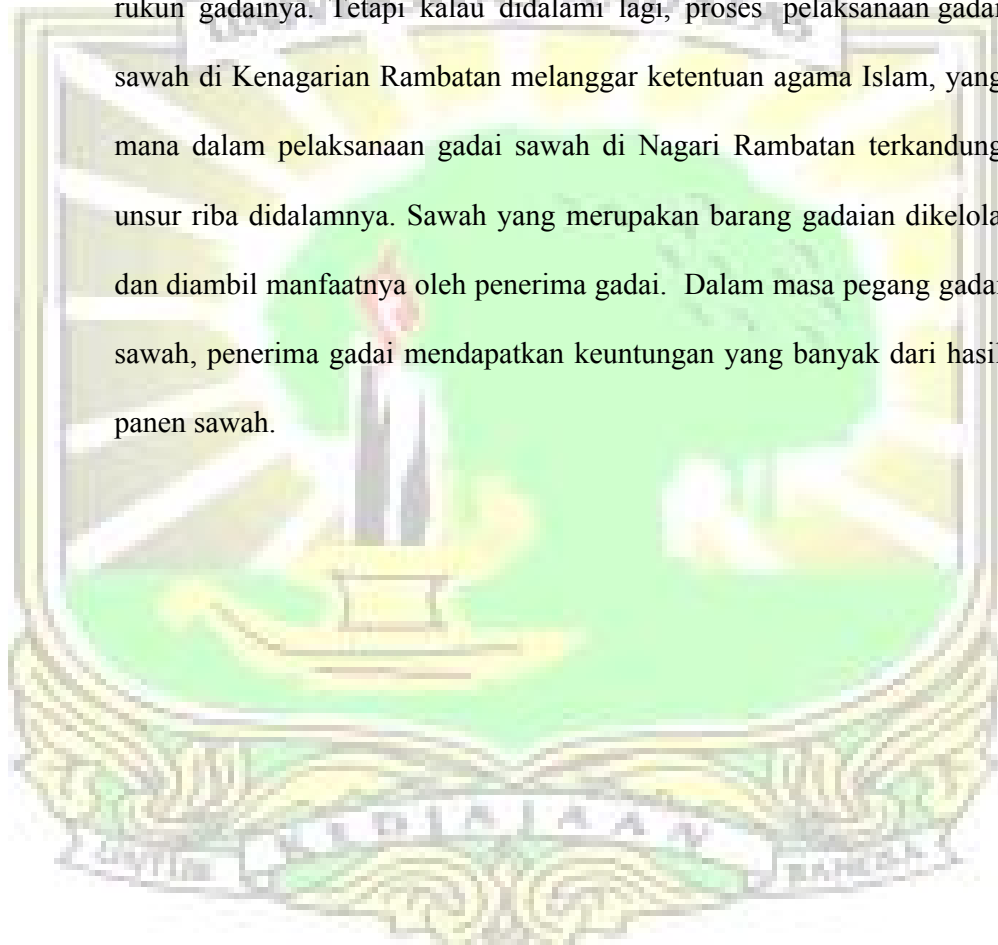 rukun gadainya. Tetapi kalau didalami lagi, proses pelaksanaan gadai
sawah di Kenagarian Rambatan melanggar ketentuan agama Islam, yang
mana dalam pelaksanaan gadai sawah di Nagari Rambatan terkandung
unsur riba didalamnya. Sawah yang merupakan barang gadaian dikelola
dan diambil manfaatnya oleh penerima gadai. Dalam masa pegang gadai
sawah, penerima gadai mendapatkan keuntungan yang banyak dari hasil
panen sawah.
KEDJAJAAN
UNTUK
BANGSA